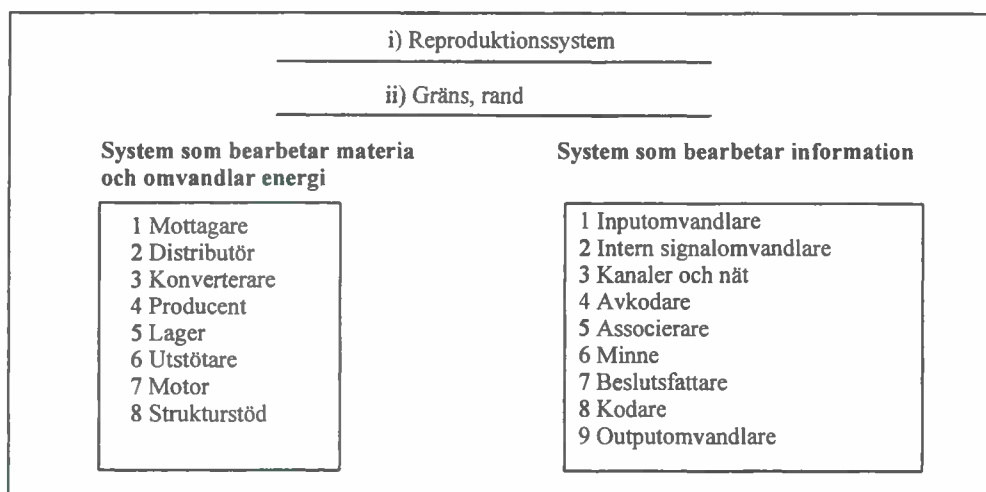 i) Reproduktionssystem
ii) Gräns, rand
System som bearbetar materia
och omvandlar energi
1 Mottagare
2 Distributör
3 Konverterare
4 Producent
5 Lager
6 Utstötare
7 Motor
8 Strukturstöd
System som bearbetar information
1 Inputomvandlare
2 Intern signalomvandlare
3 Kanaler och nät
4 Avkodare
5 Associerare
6 Minne
7 Beslutsfattare
8 Kodare
9 Outputomvandlare